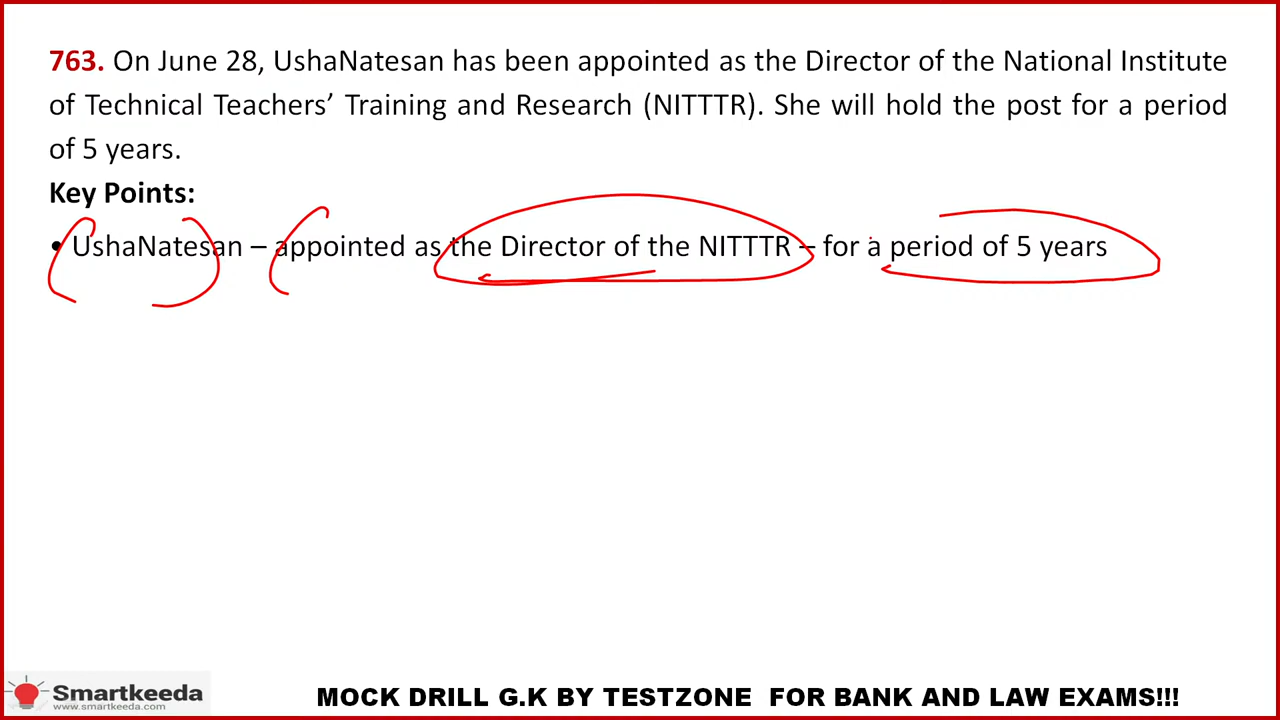 763. On June 28, UshaNatesan has been appointed as the Director of the National Institute
of Technical Teachers’ Training and Research (NITTTR). She will hold the post for a period
of 5 years.
Key Points:
• UshaNatesan – appointed as the Director of the NITTTR – for a period of 5 years
Smartkeeda
www.smartkeeda.com
MOCK DRILL G.K BY TESTZONE FOR BANK AND LAW EXAMS!!!